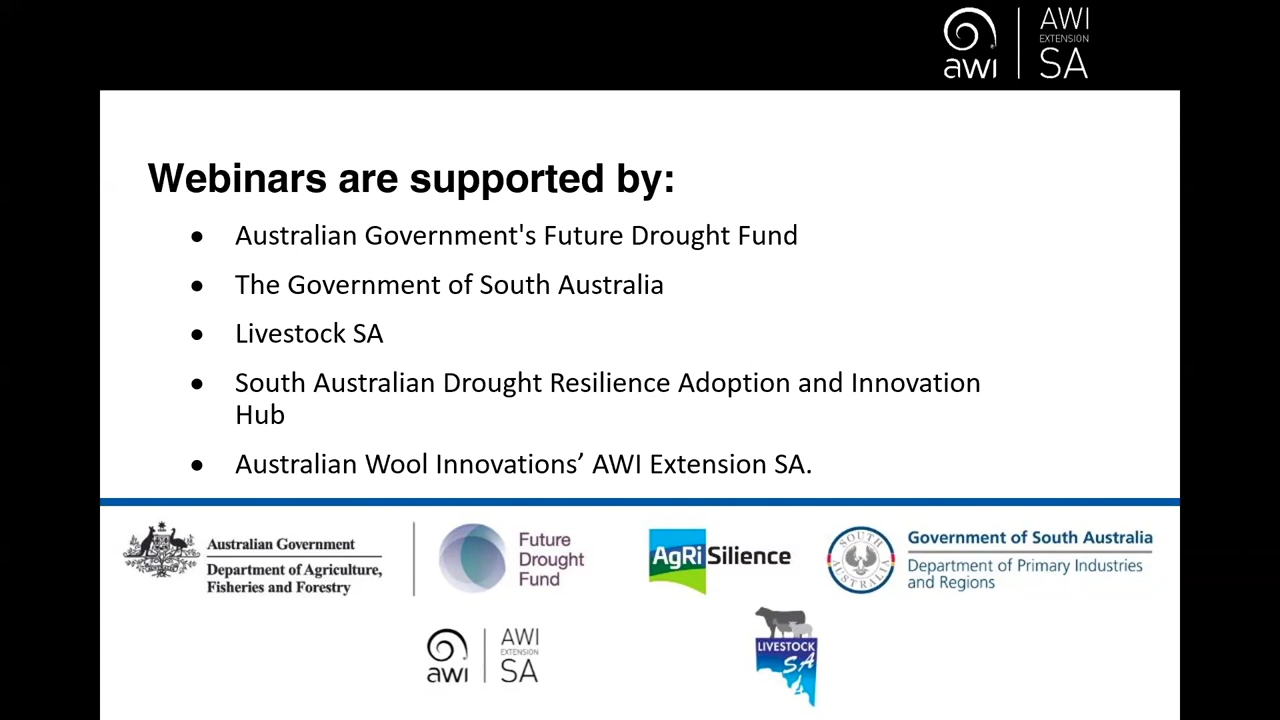 awi
AWI
EXTENSION
SA
Webinars are supported by:
• Australian Government's Future Drought Fund
• The Government of South Australia
• Livestock SA
• South Australian Drought Resilience Adoption and Innovation
Hub
• Australian Wool Innovations’ AWI Extension SA.
Australian Government
Department of Agriculture,
Fisheries and Forestry
Future
Drought
Fund
AgRiSilience
SOUTH AUSTRALIA
Government of South Australia
Department of Primary Industries
and Regions
awi
AWI
EXTENSION
SA
LIVESTOCK
SA